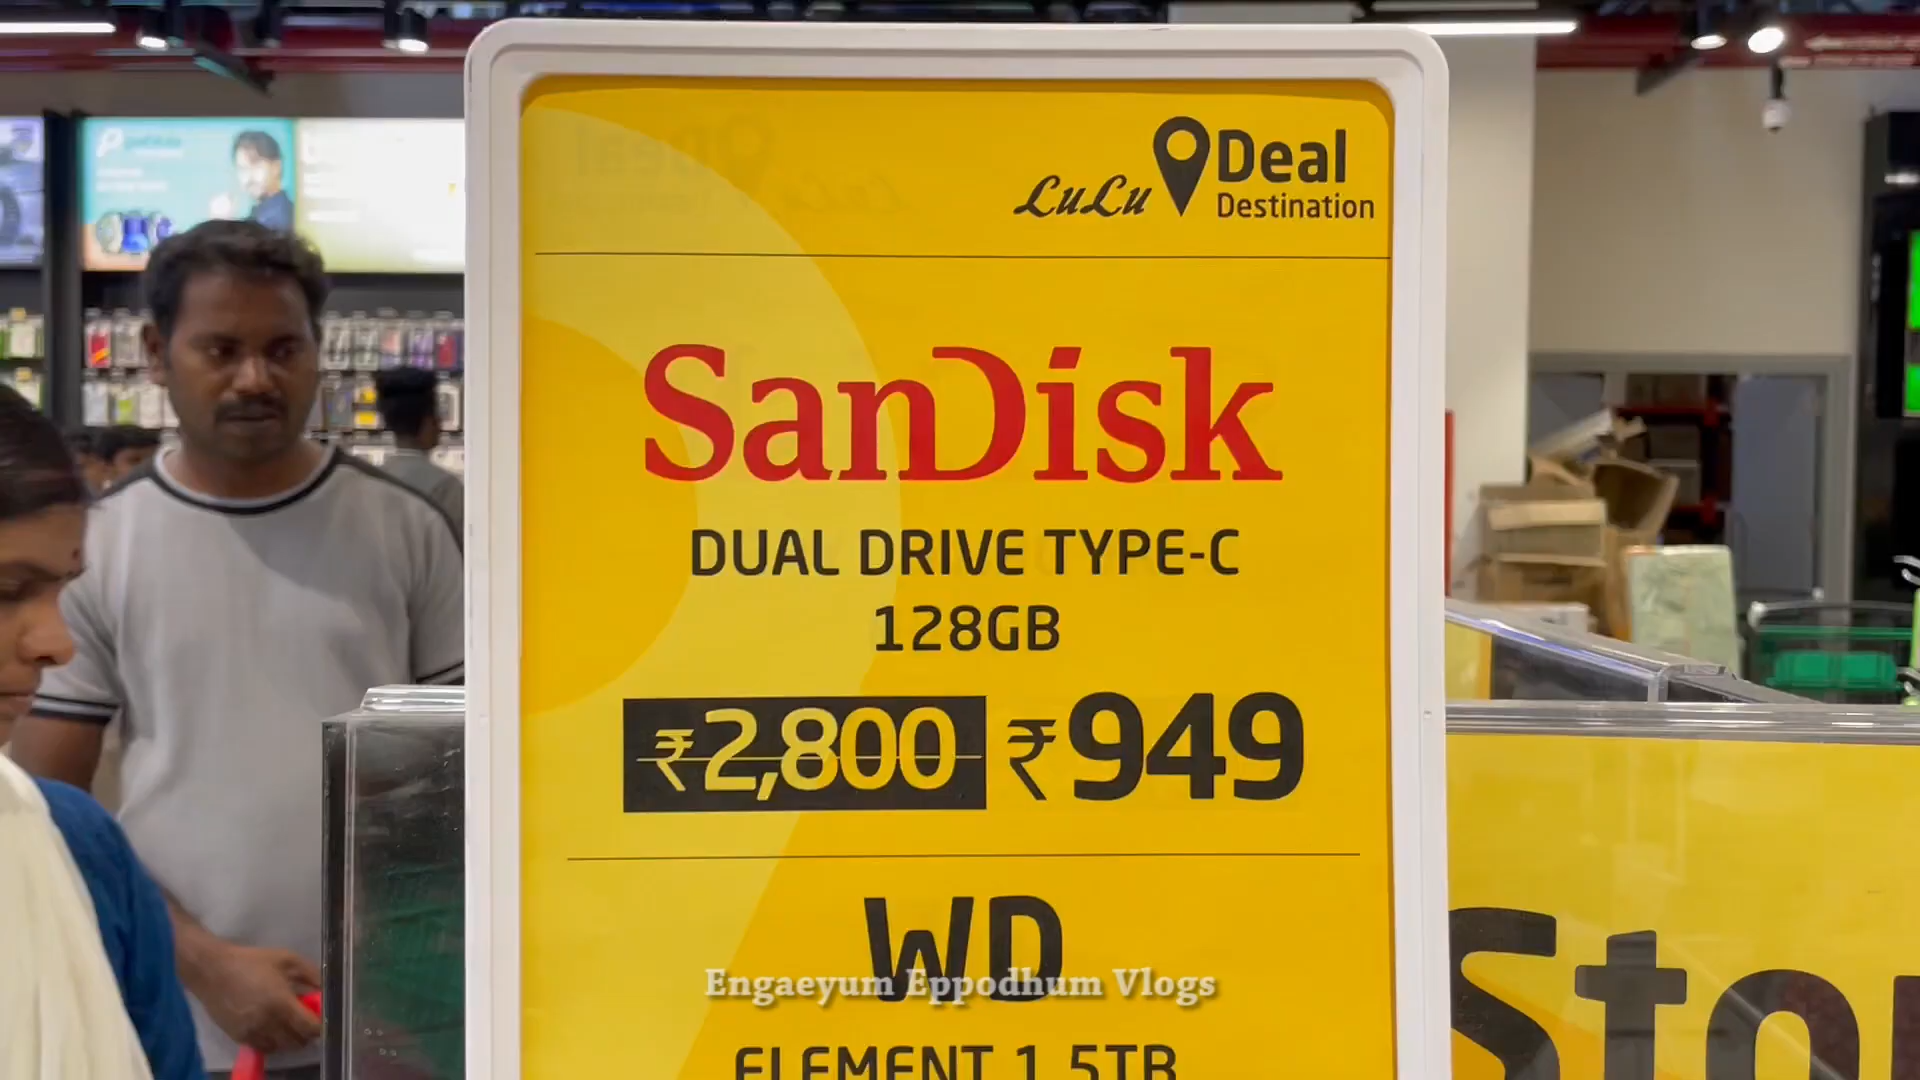 LuLu Deal
Destination
SanDisk
DUAL DRIVE TYPE-C
128GB
₹2,800 ₹949
WD
Engaeyum Eppodhum Vlogs
ELEMENT 1.5TB